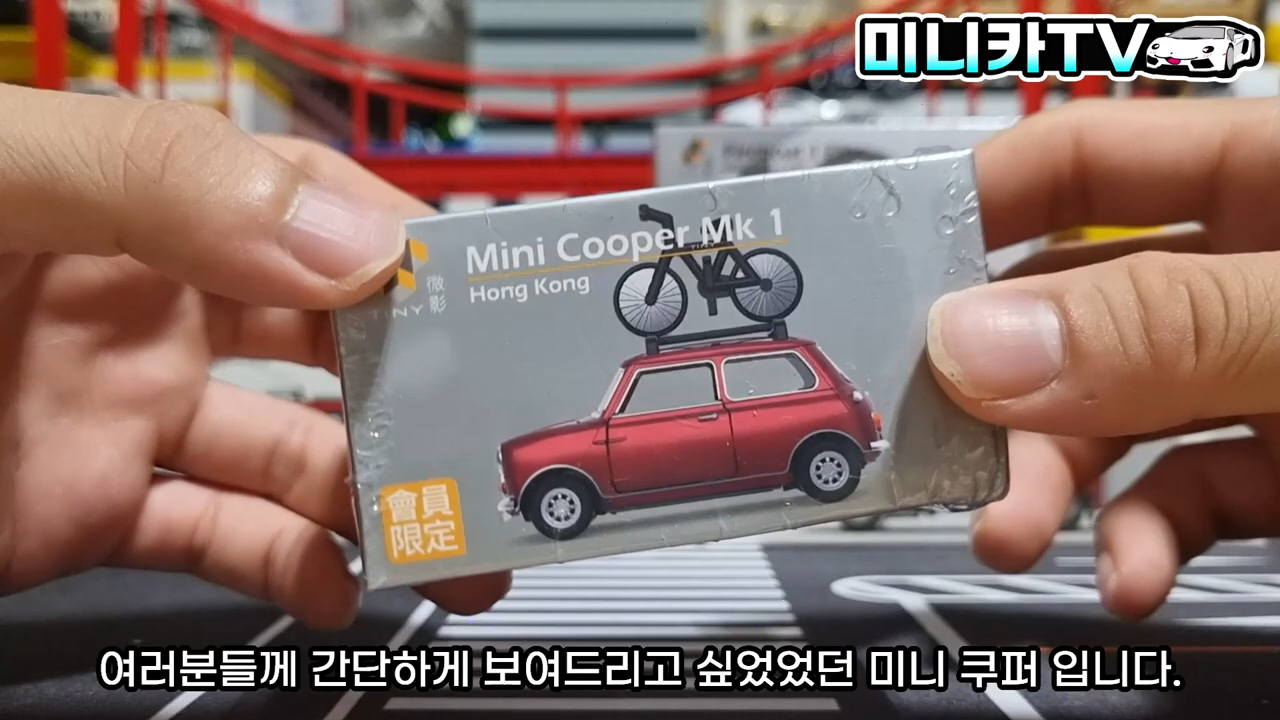 미니카TV
Mini Cooper Mk 1
Hong Kong
TINY 微影
會員
限定
여러분들께 간단하게 보여드리고 싶었었던 미니 쿠퍼 입니다.